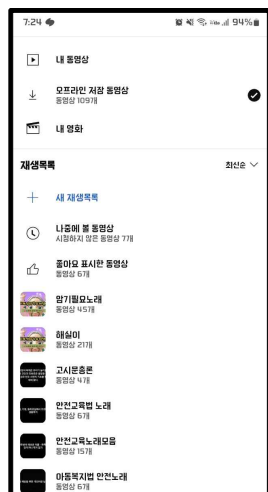 7:24
94%
내 동영상
오프라인 저장 동영상
동영상 109개
내 영화
재생목록
최신순
새 재생목록
나중에 볼 동영상
시청하지 않은 동영상 7개
좋아요 표시한 동영상
동영상 6개
암기필요노래
동영상 45개
해실이
동영상 21개
고시문총론
동영상 4개
안전교육법 노래
동영상 6개
안전교육노래모음
동영상 15개
아동복지법 안전노래
동영상 6개